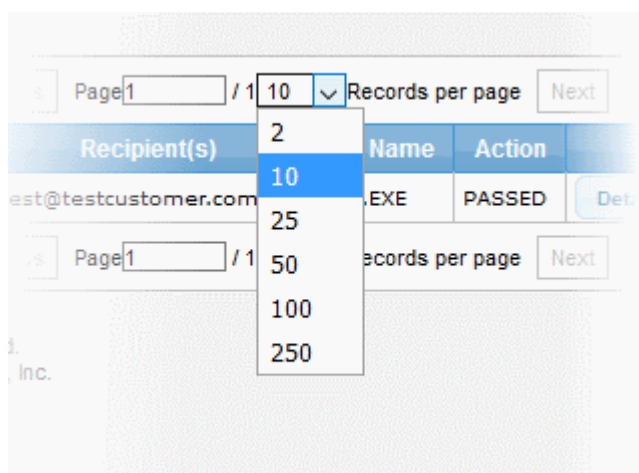 Page 1 / 1 10 Records per page Next
2
Recipient(s) Name Action
10
est@testcustomer.com .EXE PASSED Deta
25
Page 1 / 1 ecords per page Next
50
100
250
, Inc.